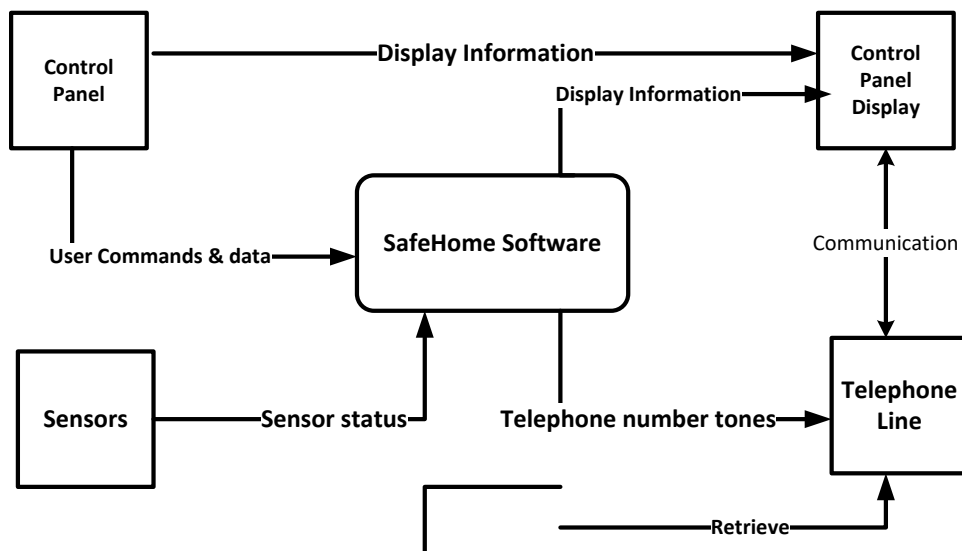 Control
Panel
Display Information
Control
Panel
Display
Display Information
SafeHome Software
User Commands & data
Communication
Sensors
Sensor status
Telephone number tones
Telephone
Line
Retrieve